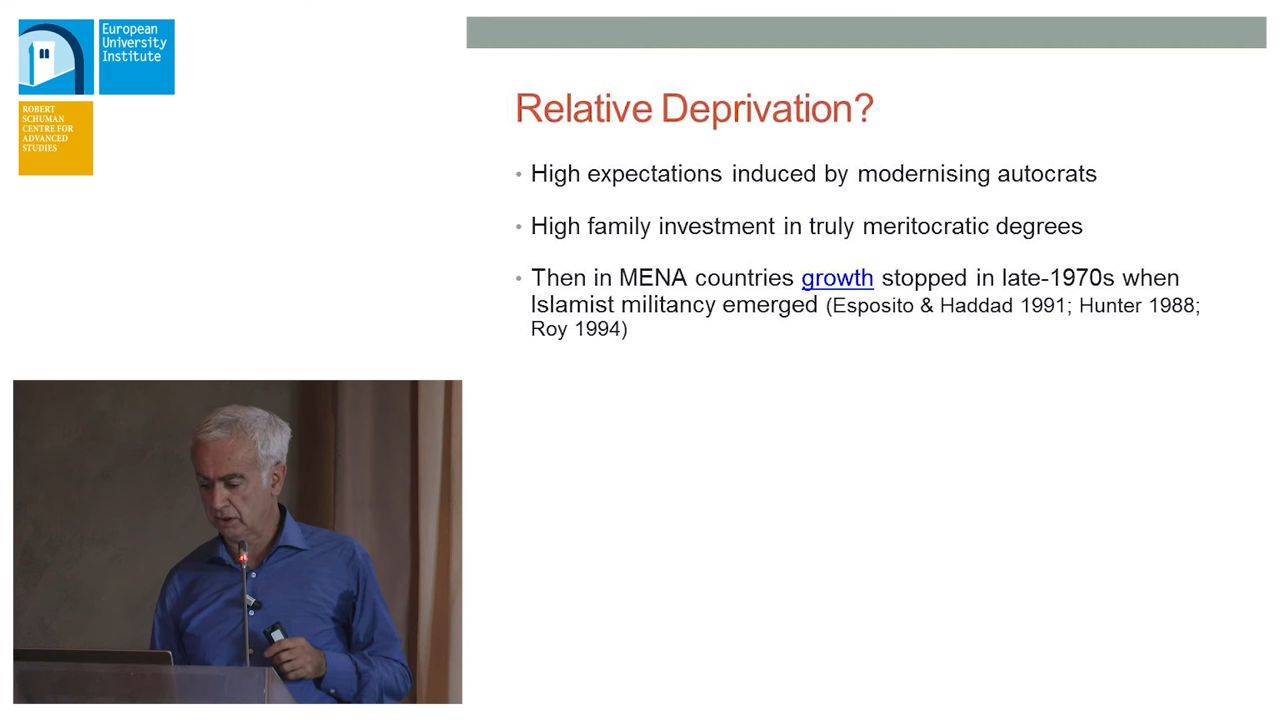 European
University
Institute
ROBERT
SCHUMAN
CENTRE FOR
ADVANCED
STUDIES
Relative Deprivation?
• High expectations induced by modernising autocrats
• High family investment in truly meritocratic degrees
• Then in MENA countries growth stopped in late-1970s when
Islamist militancy emerged (Esposito & Haddad 1991; Hunter 1988;
Roy 1994)